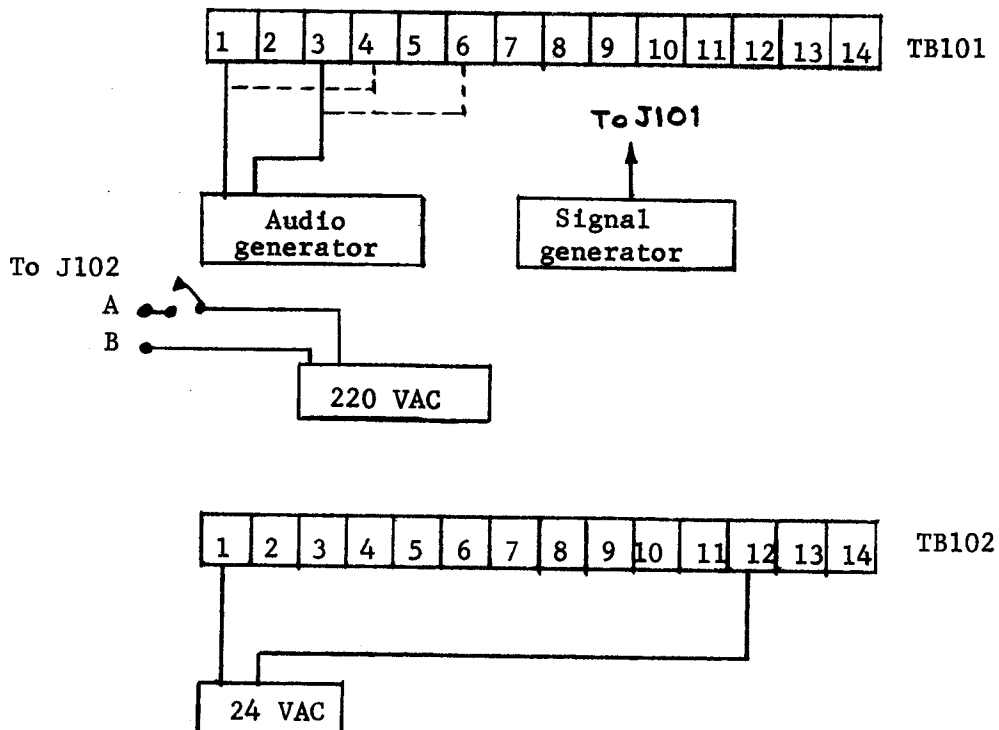 1 2 3 4 5 6 7 8 9 10 11 12 13 14 TB101
To J101
Audio
generator
Signal
generator
To J102
A
B
220 VAC
1 2 3 4 5 6 7 8 9 10 11 12 13 14 TB102
24 VAC